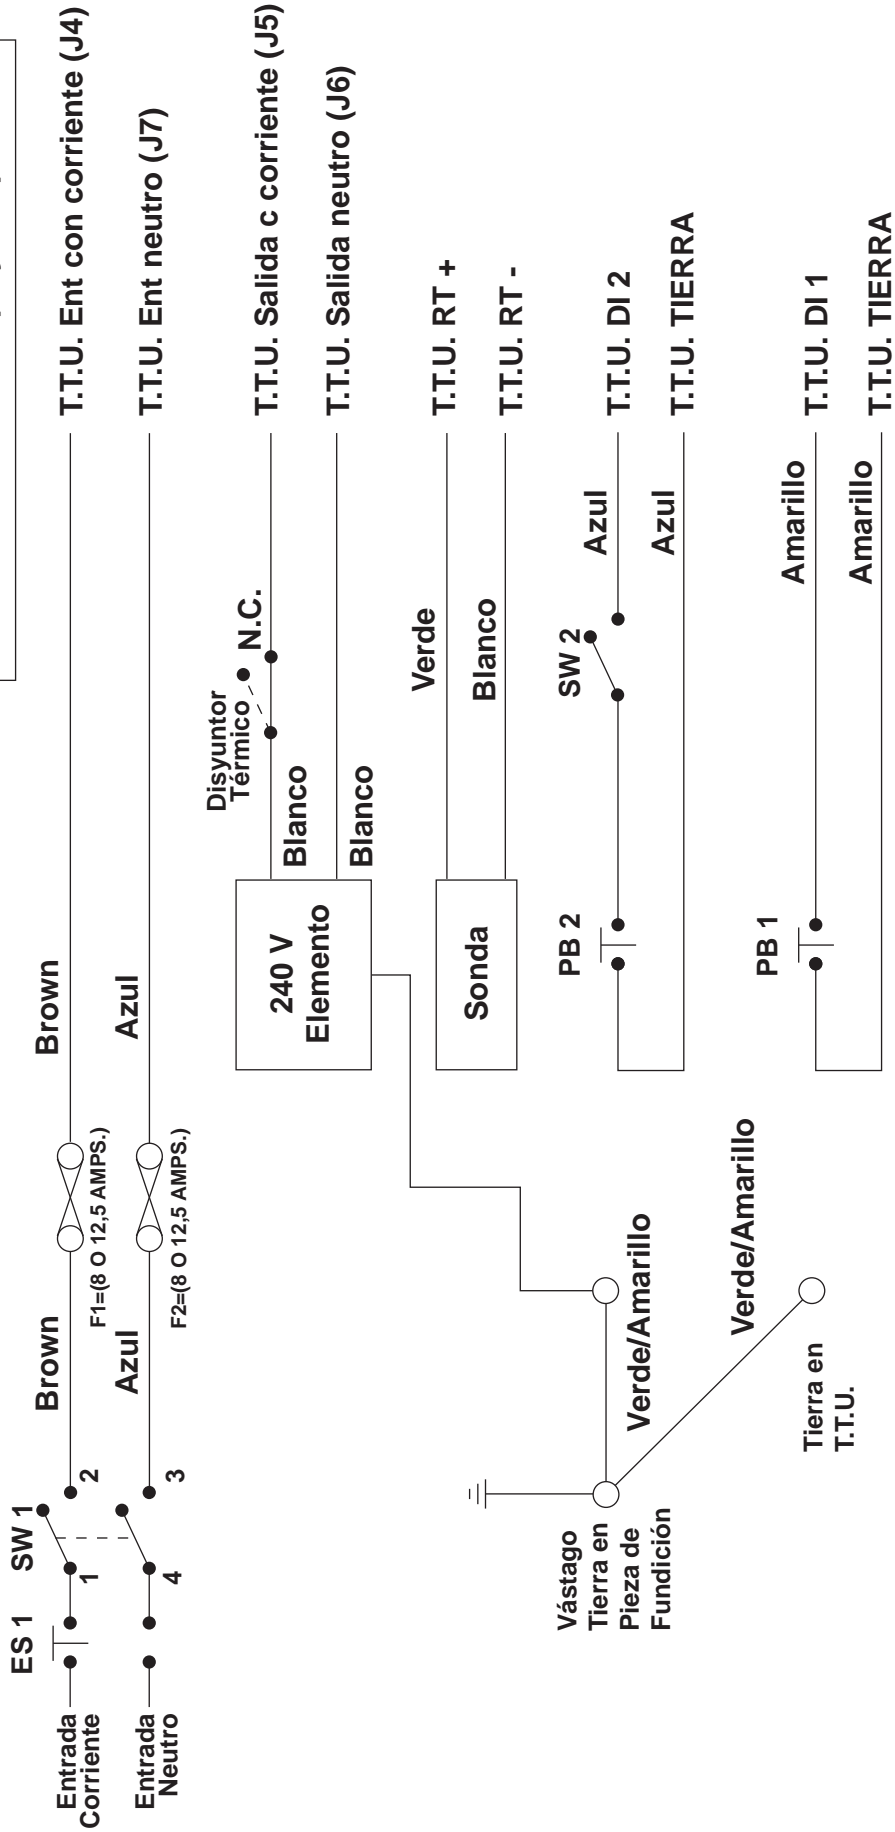 ES 1
SW 1
Entrada
Corriente
1
2
Brown
F1=(8 O 12,5 AMPS.)
Brown
T.T.U. Ent con corriente (J4)
Entrada
Neutro
4
3
Azul
F2=(8 O 12,5 AMPS.)
Azul
T.T.U. Ent neutro (J7)
240 V
Elemento
Disyuntor
Térmico
N.C.
Blanco
T.T.U. Salida c corriente (J5)
Blanco
T.T.U. Salida neutro (J6)
Sonda
Verde
T.T.U. RT +
Blanco
T.T.U. RT -
PB 2
SW 2
Azul
T.T.U. DI 2
Azul
T.T.U. TIERRA
PB 1
Amarillo
T.T.U. DI 1
Amarillo
T.T.U. TIERRA
Vástago
Tierra en
Pieza de
Fundición
Verde/Amarillo
Verde/Amarillo
Tierra en
T.T.U.